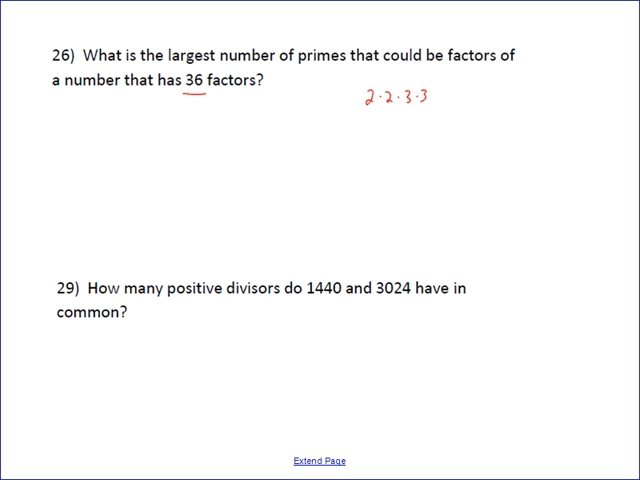 26) What is the largest number of primes that could be factors of
a number that has 36 factors?
2 · 2 · 3 · 3
29) How many positive divisors do 1440 and 3024 have in
common?
Extend Page